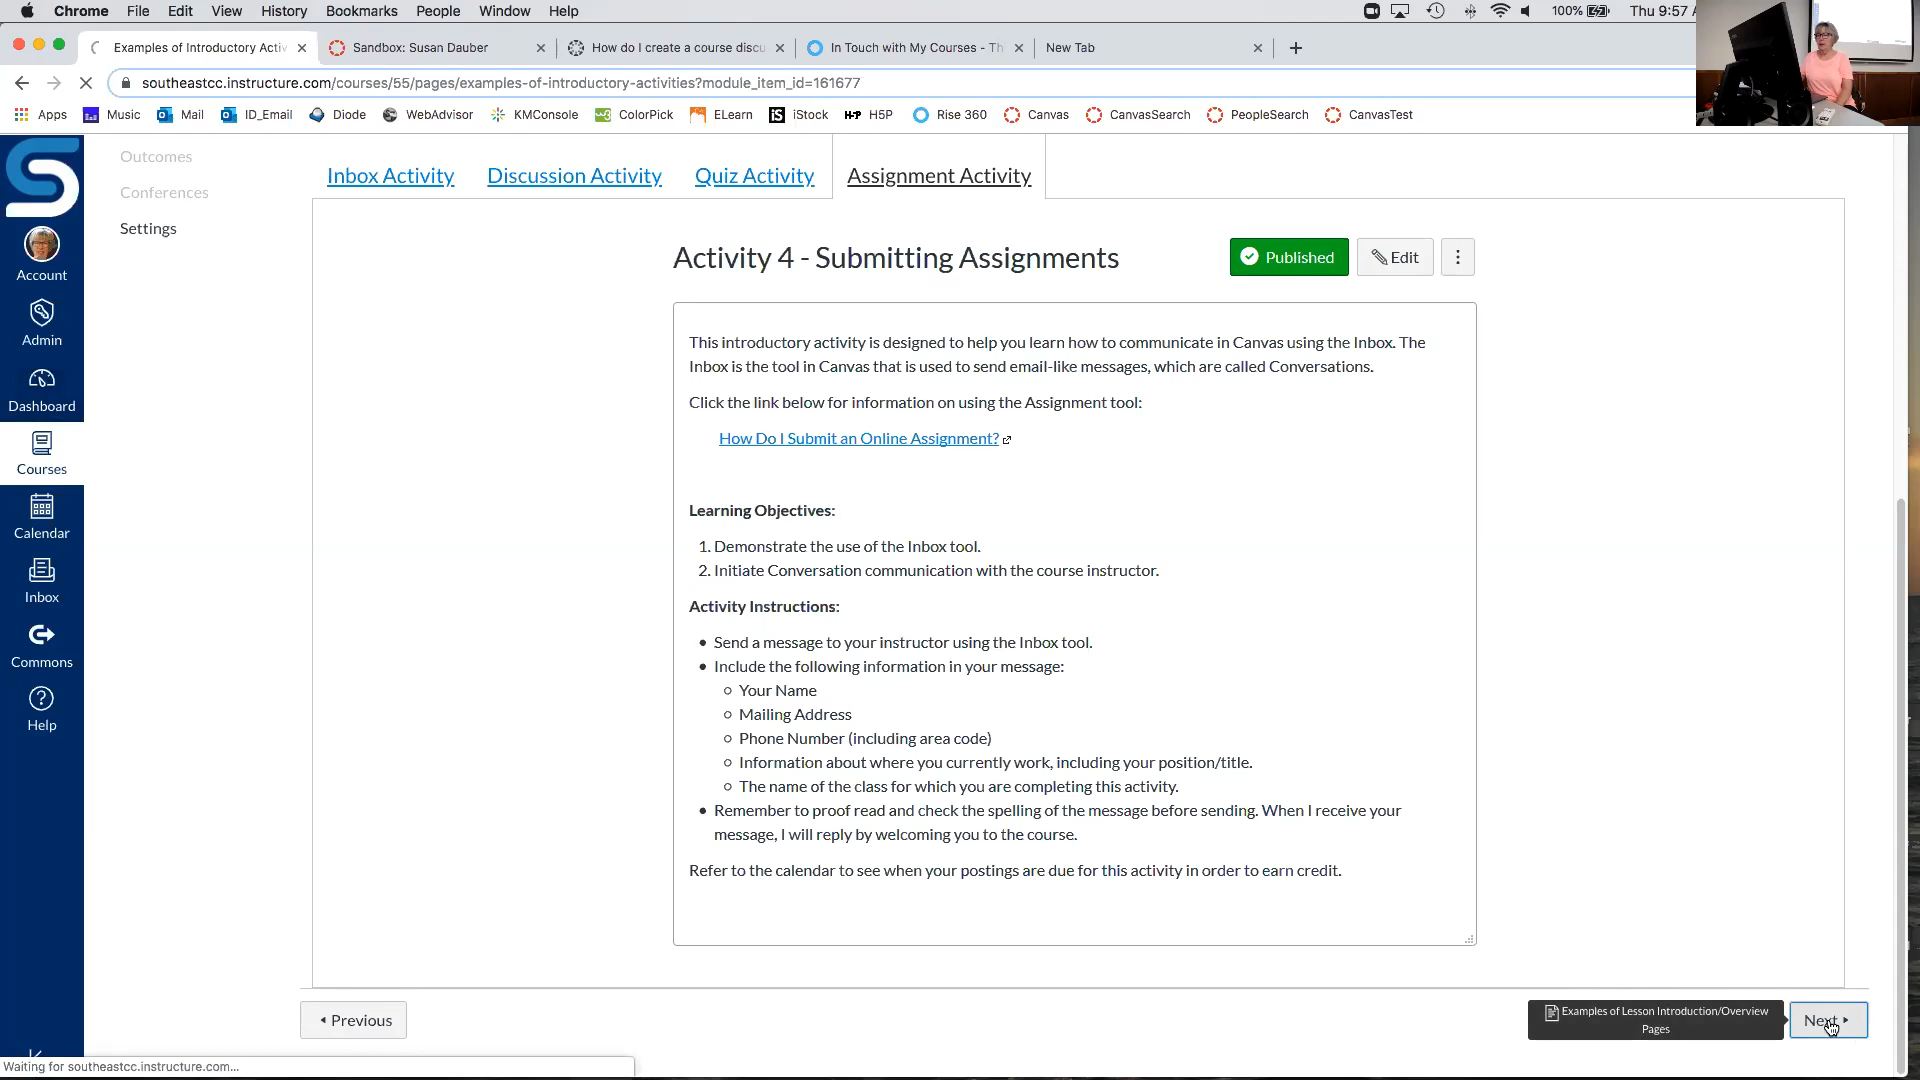 Chrome File Edit View History Bookmarks People Window Help 100% Thu 9:57
Examples of Introductory Activ Sandbox: Susan Dauber How do I create a course discu In Touch with My Courses - Th New Tab
southeastcc.instructure.com/courses/55/pages/examples-of-introductory-activities?module_item_id=161677
Apps Music Mail ID_Email Diode WebAdvisor KMConsole ColorPick ELearn iStock H5P Rise 360 Canvas CanvasSearch PeopleSearch CanvasTest
Outcomes
Conferences
Settings
Account
Admin
Dashboard
Courses
Calendar
Inbox
Commons
Help
Inbox Activity Discussion Activity Quiz Activity Assignment Activity
Activity 4 - Submitting Assignments
Published Edit
This introductory activity is designed to help you learn how to communicate in Canvas using the Inbox. The
Inbox is the tool in Canvas that is used to send email-like messages, which are called Conversations.
Click the link below for information on using the Assignment tool:
How Do I Submit an Online Assignment?
Learning Objectives:
1. Demonstrate the use of the Inbox tool.
2. Initiate Conversation communication with the course instructor.
Activity Instructions:
• Send a message to your instructor using the Inbox tool.
• Include the following information in your message:
○ Your Name
○ Mailing Address
○ Phone Number (including area code)
○ Information about where you currently work, including your position/title.
○ The name of the class for which you are completing this activity.
• Remember to proof read and check the spelling of the message before sending. When I receive your
message, I will reply by welcoming you to the course.
Refer to the calendar to see when your postings are due for this activity in order to earn credit.
Previous
Examples of Lesson Introduction/Overview
Pages
Next
Waiting for southeastcc.instructure.com...